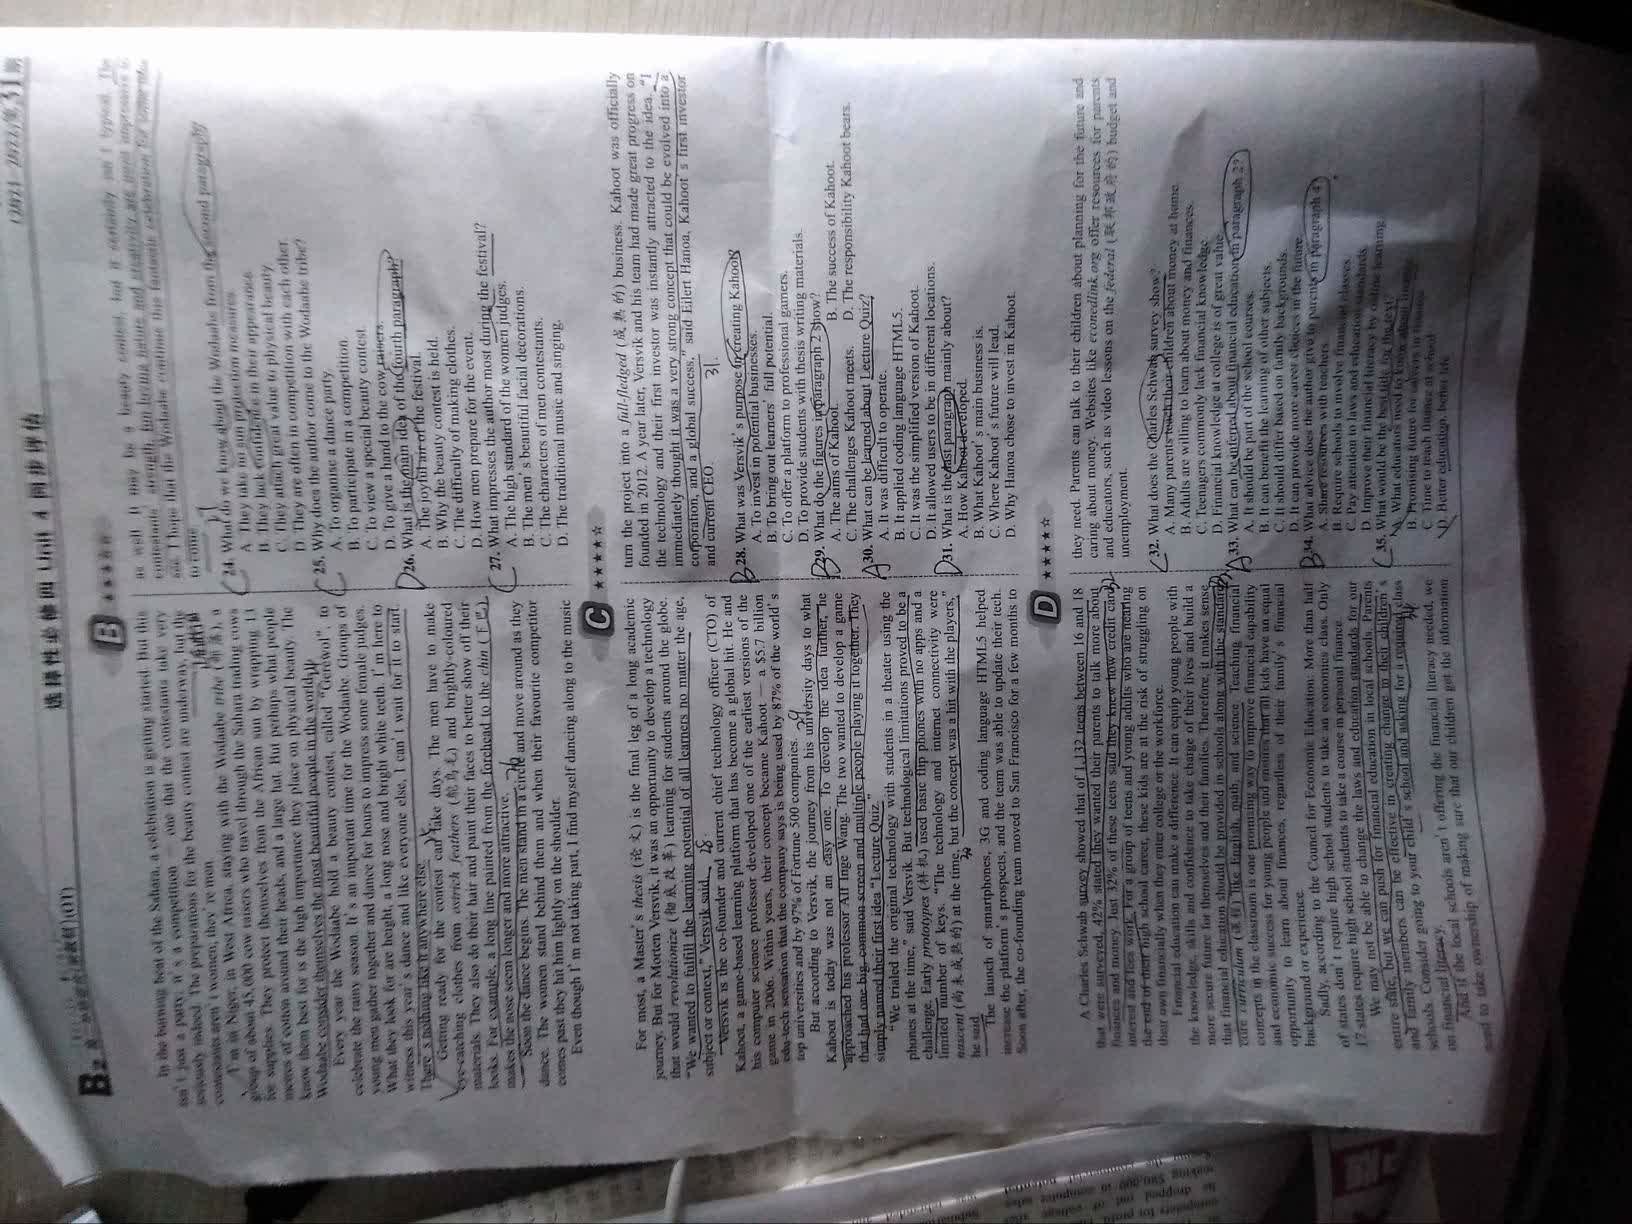 选择性必修四 Unit 4 同步评估
B
In the burning heat of the Sahara, a celebration is getting started. But this
isn't just a party; it's a competition — one that the contestants take very
seriously indeed. The preparations for the beauty contest are underway, but the
contestants aren't women; they're men.
I'm in Niger, in West Africa, staying with the Wodaabe tribe (部落), a
group of about 45,000 cow raisers who travel through the Sahara trading cows
for supplies. They protect themselves from the African sun by wrapping 13
metres of cotton around their heads, and a large hat. But perhaps what people
know them best for is the high importance they place on physical beauty. The
Wodaabe consider themselves the most beautiful people in the world.
Every year the Wodaabe hold a beauty contest, called "Gerewol" to
celebrate the rainy season. It's an important time for the Wodaabe. Groups of
young men gather together and dance for hours to impress some female judges.
What they look for are height, a long nose and bright white teeth. I'm here to
witness this year's dance and like everyone else, I can't wait for it to start.
There's nothing like it anywhere else.
Getting ready for the contest can take days. The men have to make
eye-catching clothes from ostrich feathers (鸵鸟毛) and brightly-coloured
materials. They also do their hair and paint their faces to better show off their
looks. For example, a long line painted from the forehead to the chin (下巴)
makes the nose seem longer and more attractive.
Soon the dance begins. The men stand in a circle and move around as they
dance. The women stand behind them and when their favourite competitor
comes past they hit him lightly on the shoulder.
Even though I'm not taking part, I find myself dancing along to the music
as well. It may be a beauty contest, but it certainly isn't typical. The
to come.
24. What do we know about the Wodaabe from the second paragraph?
A. They take no sun protection measures.
B. They lack confidence in their appearance.
C. They attach great value to physical beauty.
D. They are often in competition with each other.
25. Why does the author come to the Wodaabe tribe?
A. To organise a dance party.
B. To participate in a competition.
C. To view a special beauty contest.
D. To lend a hand to the cow raisers.
26. What is the main idea of the fourth paragraph?
A. The joyful air of the festival.
B. Why the beauty contest is held.
C. The difficulty of making clothes.
D. How men prepare for the event.
27. What impresses the author most during the festival?
A. The high standard of the women judges.
B. The men's beautiful facial decorations.
C. The characters of men contestants.
D. The traditional music and singing.
C
For most, a Master's thesis (论文) is the final leg of a long academic
journey. But for Morten Versvik, it was an opportunity to develop a technology
that would revolutionize (彻底改革) learning for students around the globe.
"We wanted to fulfill the learning potential of all learners no matter the age,
subject or context," Versvik said.
Versvik is the co-founder and current chief technology officer (CTO) of
Kahoot, a game-based learning platform that has become a global hit. He and
his computer science professor developed one of the earliest versions of the
game in 2006. Within years, their concept became Kahoot — a $5.7 billion
edu-tech sensation that the company says is being used by 87% of the world's
top universities and by 97% of Fortune 500 companies.
But according to Versvik, the journey from his university days to what
Kahoot is today was not an easy one. To develop the idea further, he
approached his professor Alf Inge Wang. The two wanted to develop a game
that had one big common screen and multiple people playing it together. They
simply named their first idea "Lecture Quiz."
"We trialed the original technology with students in a theater using the
phones at the time," said Versvik. But technological limitations proved to be a
challenge. Early prototypes (样机) used basic flip phones with no apps and a
limited number of keys. "The technology and internet connectivity were
nascent (尚未成熟的) at the time, but the concept was a hit with the players,"
he said.
The launch of smartphones, 3G and coding language HTML5 helped
increase the platform's prospects and the team was able to update their tech.
Soon after, the co-founding team moved to San Francisco for a few months to
turn the project into a full-fledged (成熟的) business. Kahoot was officially
founded in 2012. A year later, Versvik and his team had made great progress on
the technology and their first investor was instantly attracted to the idea. "I
immediately thought it was a very strong concept that could be evolved into a
corporation, and a global success," said Eilert Hanoa, Kahoot's first investor
and current CEO.
28. What was Versvik's purpose in creating Kahoot?
A. To invest in potential businesses.
B. To bring out learners' full potential.
C. To offer a platform to professional gamers.
D. To provide students with thesis writing materials.
29. What do the figures in paragraph 2 show?
A. The aims of Kahoot. B. The success of Kahoot.
C. The challenges Kahoot meets. D. The responsibility Kahoot bears.
30. What can be learned about Lecture Quiz?
A. It was difficult to operate.
B. It applied coding language HTML5.
C. It was the simplified version of Kahoot.
D. It allowed users to be in different locations.
31. What is the last paragraph mainly about?
A. How Kahoot developed.
B. What Kahoot's main business is.
C. Where Kahoot's future will lead.
D. Why Hanoa chose to invest in Kahoot.
D
A Charles Schwab survey showed that of 1,132 teens between 16 and 18
that were surveyed, 42% stated they wanted their parents to talk more about
finances and money. Just 32% of these teens said they knew how credit card
interest and fees work. For a group of teens and young adults who are nearing
the end of their high school career, these kids are at the risk of struggling on
their own financially when they enter college or the workforce.
Financial education can make a difference. It can equip young people with
the knowledge, skills and confidence to take charge of their lives and build a
more secure future for themselves and their families. Therefore, it makes sense
that financial education should be provided in schools along with the standard
core curriculum (课程) like English, math, and science. Teaching financial
concepts in the classroom is one promising way to improve financial capability
and economic success for young people and ensures that all kids have an equal
opportunity to learn about finances, regardless of their family's financial
background or experience.
Sadly, according to the Council for Economic Education: More than half
of states don't require high school students to take an economics class. Only
17 states require high school students to take a course in personal finance.
We may not be able to change the laws and education standards for our
entire state, but we can push for financial education in local schools. Parents
and family members can be effective in creating change in their children's
schools. Consider going to your child's school and asking for a required class
on financial literacy.
And if the local schools aren't offering the financial literacy needed, we
need to take ownership of making sure that our children get the information
they need. Parents can talk to their children about planning for the future and
caring about money. Websites like econedlink.org offer resources for parents
and educators, such as video lessons on the federal (联邦政府的) budget and
unemployment.
32. What does the Charles Schwab survey show?
A. Many parents teach their children about money at home.
B. Adults are willing to learn about money and finances.
C. Teenagers commonly lack financial knowledge.
D. Financial knowledge at college is of great value.
33. What can be inferred about financial education from paragraph 2?
A. It should be part of the school courses.
B. It can benefit the learning of other subjects.
C. It should differ based on family backgrounds.
D. It can provide more career choices in the future.
34. What advice does the author give to parents in paragraph 4?
A. Share resources with teachers.
B. Require schools to involve financial classes.
C. Pay attention to laws and education standards.
D. Improve their financial literacy by online learning.
35. What would be the best title for the text?
A. What educators need to know about finance
C. Time to teach finance at school
D. Better education, better life